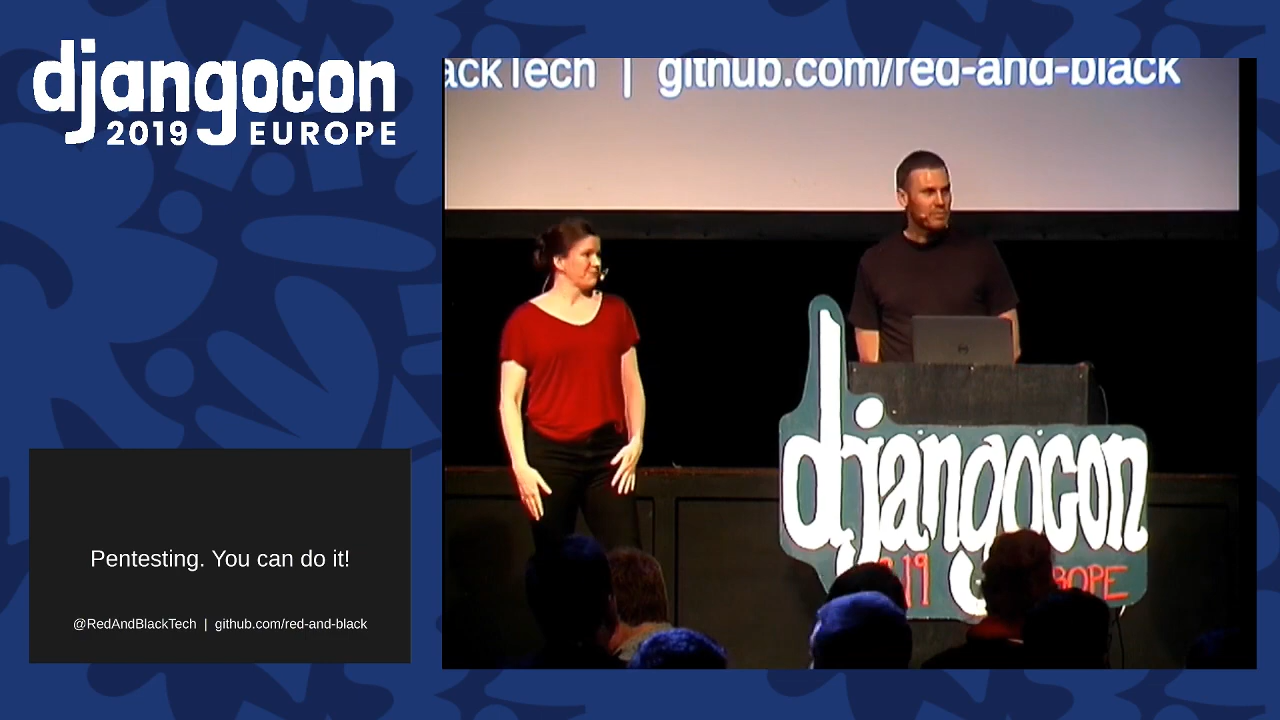 djangocon
2019 EUROPE
ackTech | github.com/red-and-black
djangocon
19
Pentesting. You can do it!
@RedAndBlackTech | github.com/red-and-black